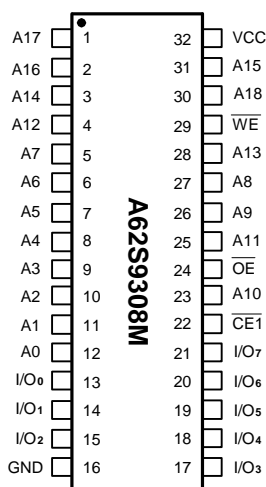 A17 1 32 VCC
A16 2 31 A15
A14 3 30 A18
A12 4 29 WE
A7 5 28 A13
A6 6 27 A8
A5 7 26 A9
A4 8 25 A11
A3 9 24 OE
A2 10 23 A10
A1 11 22 CE1
A0 12 21 I/O7
I/O0 13 20 I/O6
I/O1 14 19 I/O5
I/O2 15 18 I/O4
GND 16 17 I/O3
A62S9308M